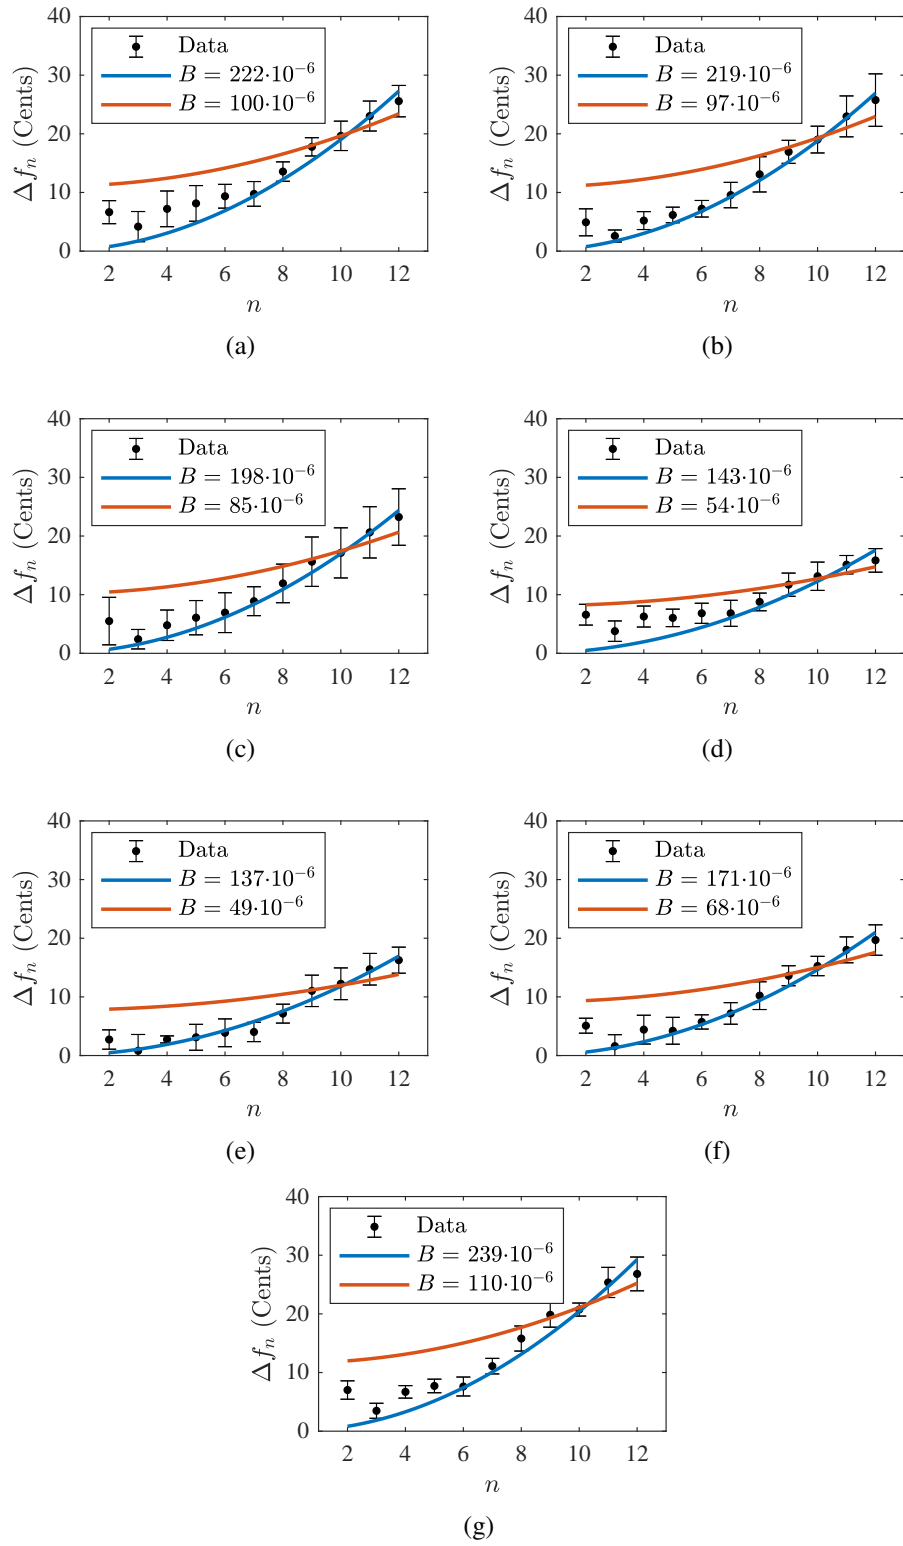 40
30
20
10
0
Δf_n (Cents)
Data
B = 222·10⁻⁶
B = 100·10⁻⁶
2 4 6 8 10 12
n
(a)
40
30
20
10
0
Δf_n (Cents)
Data
B = 219·10⁻⁶
B = 97·10⁻⁶
2 4 6 8 10 12
n
(b)
40
30
20
10
0
Δf_n (Cents)
Data
B = 198·10⁻⁶
B = 85·10⁻⁶
2 4 6 8 10 12
n
(c)
40
30
20
10
0
Δf_n (Cents)
Data
B = 143·10⁻⁶
B = 54·10⁻⁶
2 4 6 8 10 12
n
(d)
40
30
20
10
0
Δf_n (Cents)
Data
B = 137·10⁻⁶
B = 49·10⁻⁶
2 4 6 8 10 12
n
(e)
40
30
20
10
0
Δf_n (Cents)
Data
B = 171·10⁻⁶
B = 68·10⁻⁶
2 4 6 8 10 12
n
(f)
40
30
20
10
0
Δf_n (Cents)
Data
B = 239·10⁻⁶
B = 110·10⁻⁶
2 4 6 8 10 12
n
(g)